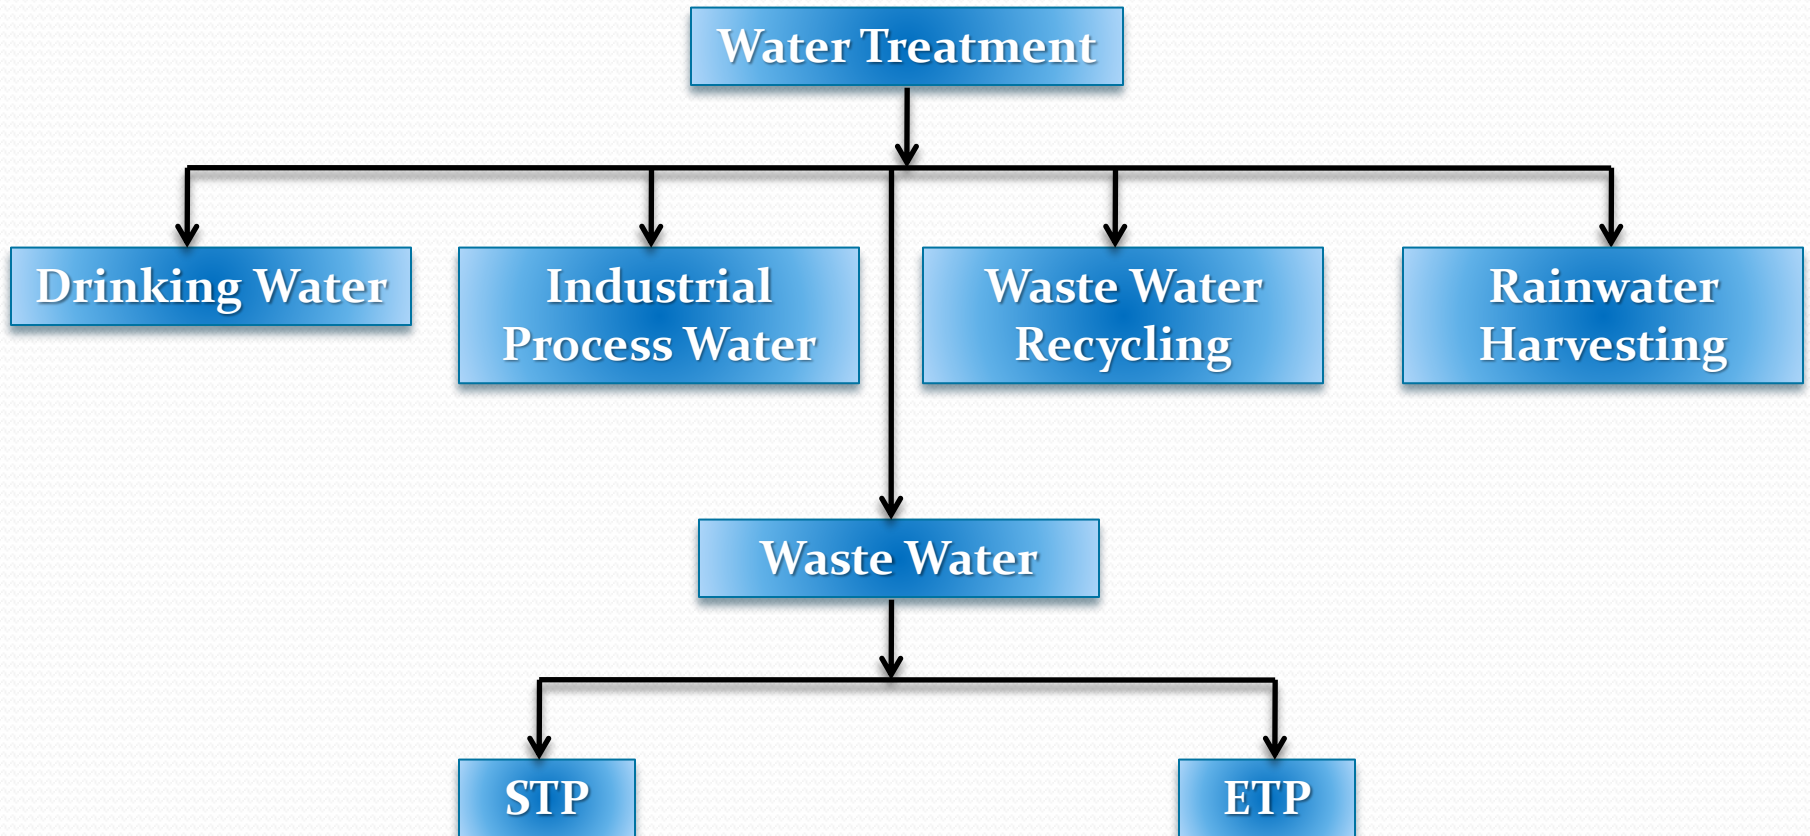 Water Treatment
Drinking Water
Industrial
Process Water
Waste Water
Recycling
Rainwater
Harvesting
Waste Water
STP
ETP